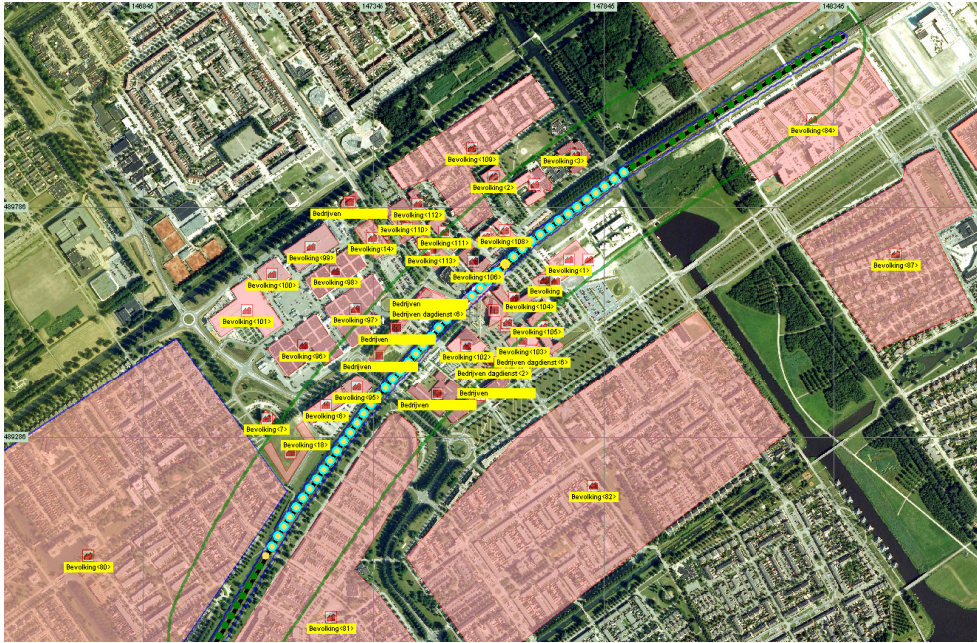 146846
147346
147846
148346
Bevolking<84>
Bevolking<109>
Bevolking<3>
Bevolking<2>
489786
Bedrijven
Bevolking<112>
Bevolking<110>
Bevolking<111>
Bevolking<108>
Bevolking<14>
Bevolking<99>
Bevolking<113>
Bevolking<1>
Bevolking<87>
Bevolking<106>
Bevolking<98>
Bevolking<100>
Bevolking
Bedrijven
Bevolking<104>
Bedrijven dagdienst<8>
Bevolking<97>
Bevolking<101>
Bevolking<105>
Bedrijven
Bevolking<103>
Bevolking<96>
Bevolking<102>
Bedrijven dagdienst<6>
Bedrijven
Bedrijven dagdienst<2>
Bedrijven
Bevolking<95>
Bedrijven
Bevolking<6>
Bevolking<7>
489286
Bevolking<18>
Bevolking<82>
Bevolking<80>
Bevolking<81>